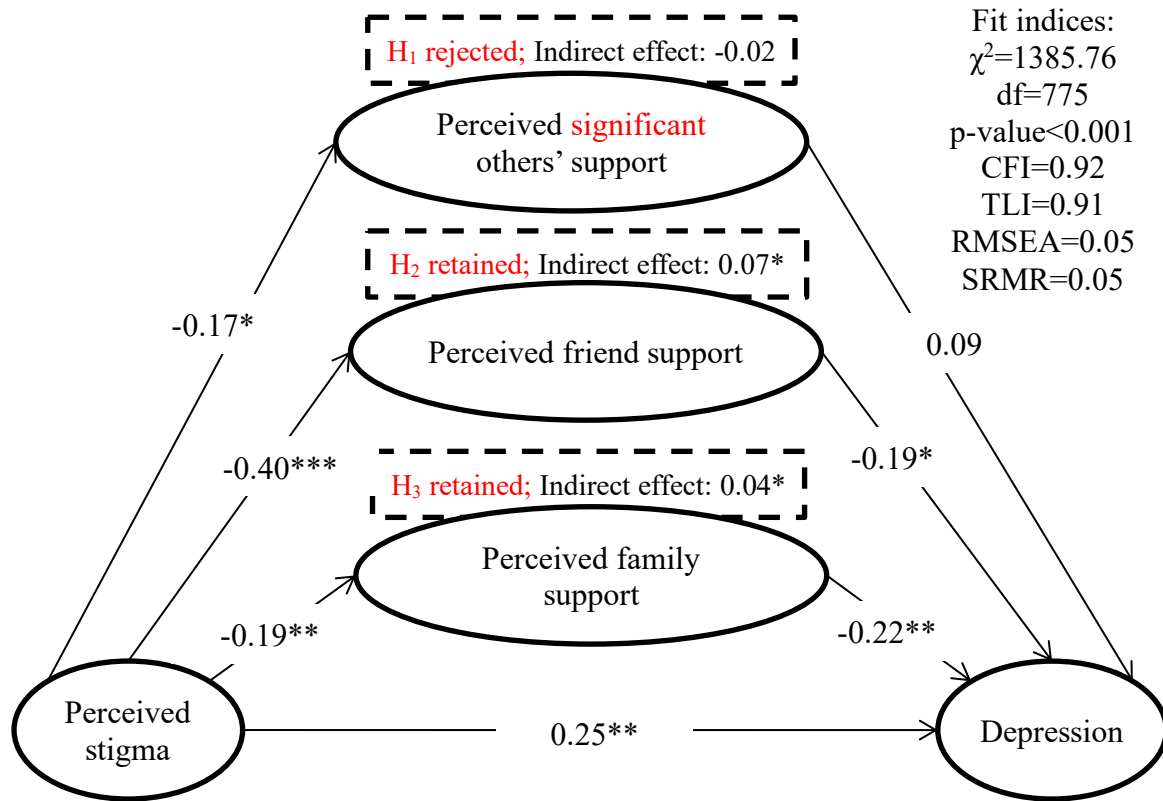 H₁ rejected; Indirect effect: -0.02
Perceived significant
others’ support
H₂ retained; Indirect effect: 0.07*
Perceived friend support
H₃ retained; Indirect effect: 0.04*
Perceived family
support
Perceived
stigma
Depression
-0.17*
-0.40***
-0.19**
0.25**
0.09
-0.19*
-0.22**
Fit indices:
χ²=1385.76
df=775
p-value<0.001
CFI=0.92
TLI=0.91
RMSEA=0.05
SRMR=0.05